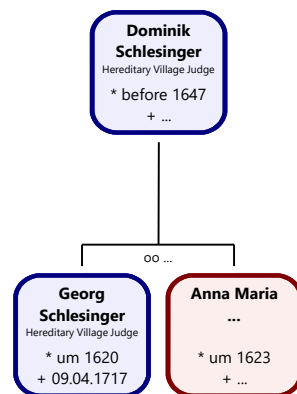 Dominik
Schlesinger
Hereditary Village Judge
* before 1647
+ ...
oo ...
Georg
Schlesinger
Hereditary Village Judge
* um 1620
+ 09.04.1717
Anna Maria
...
* um 1623
+ ...